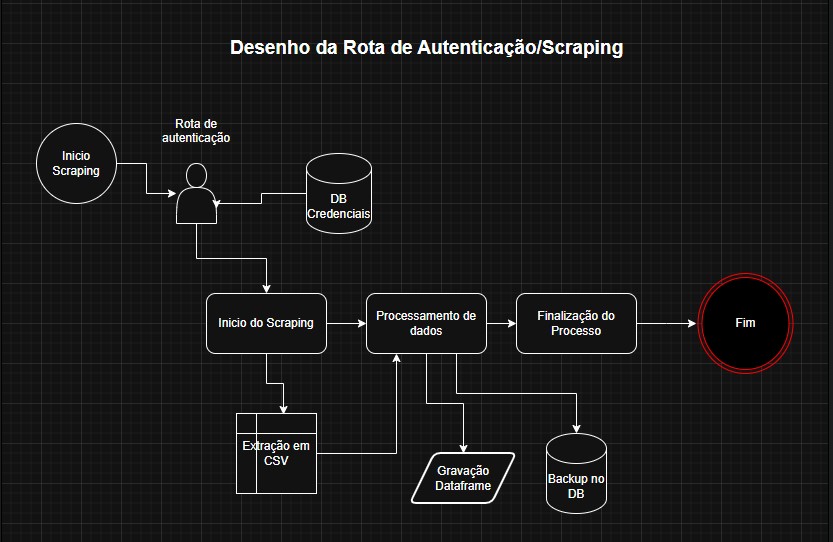 Desenho da Rota de Autenticação/Scraping
Rota de
autenticação
Inicio
Scraping
DB
Credenciais
Inicio do Scraping
Processamento de
dados
Finalização do
Processo
Fim
Extração em
CSV
Gravação
Dataframe
Backup no
DB